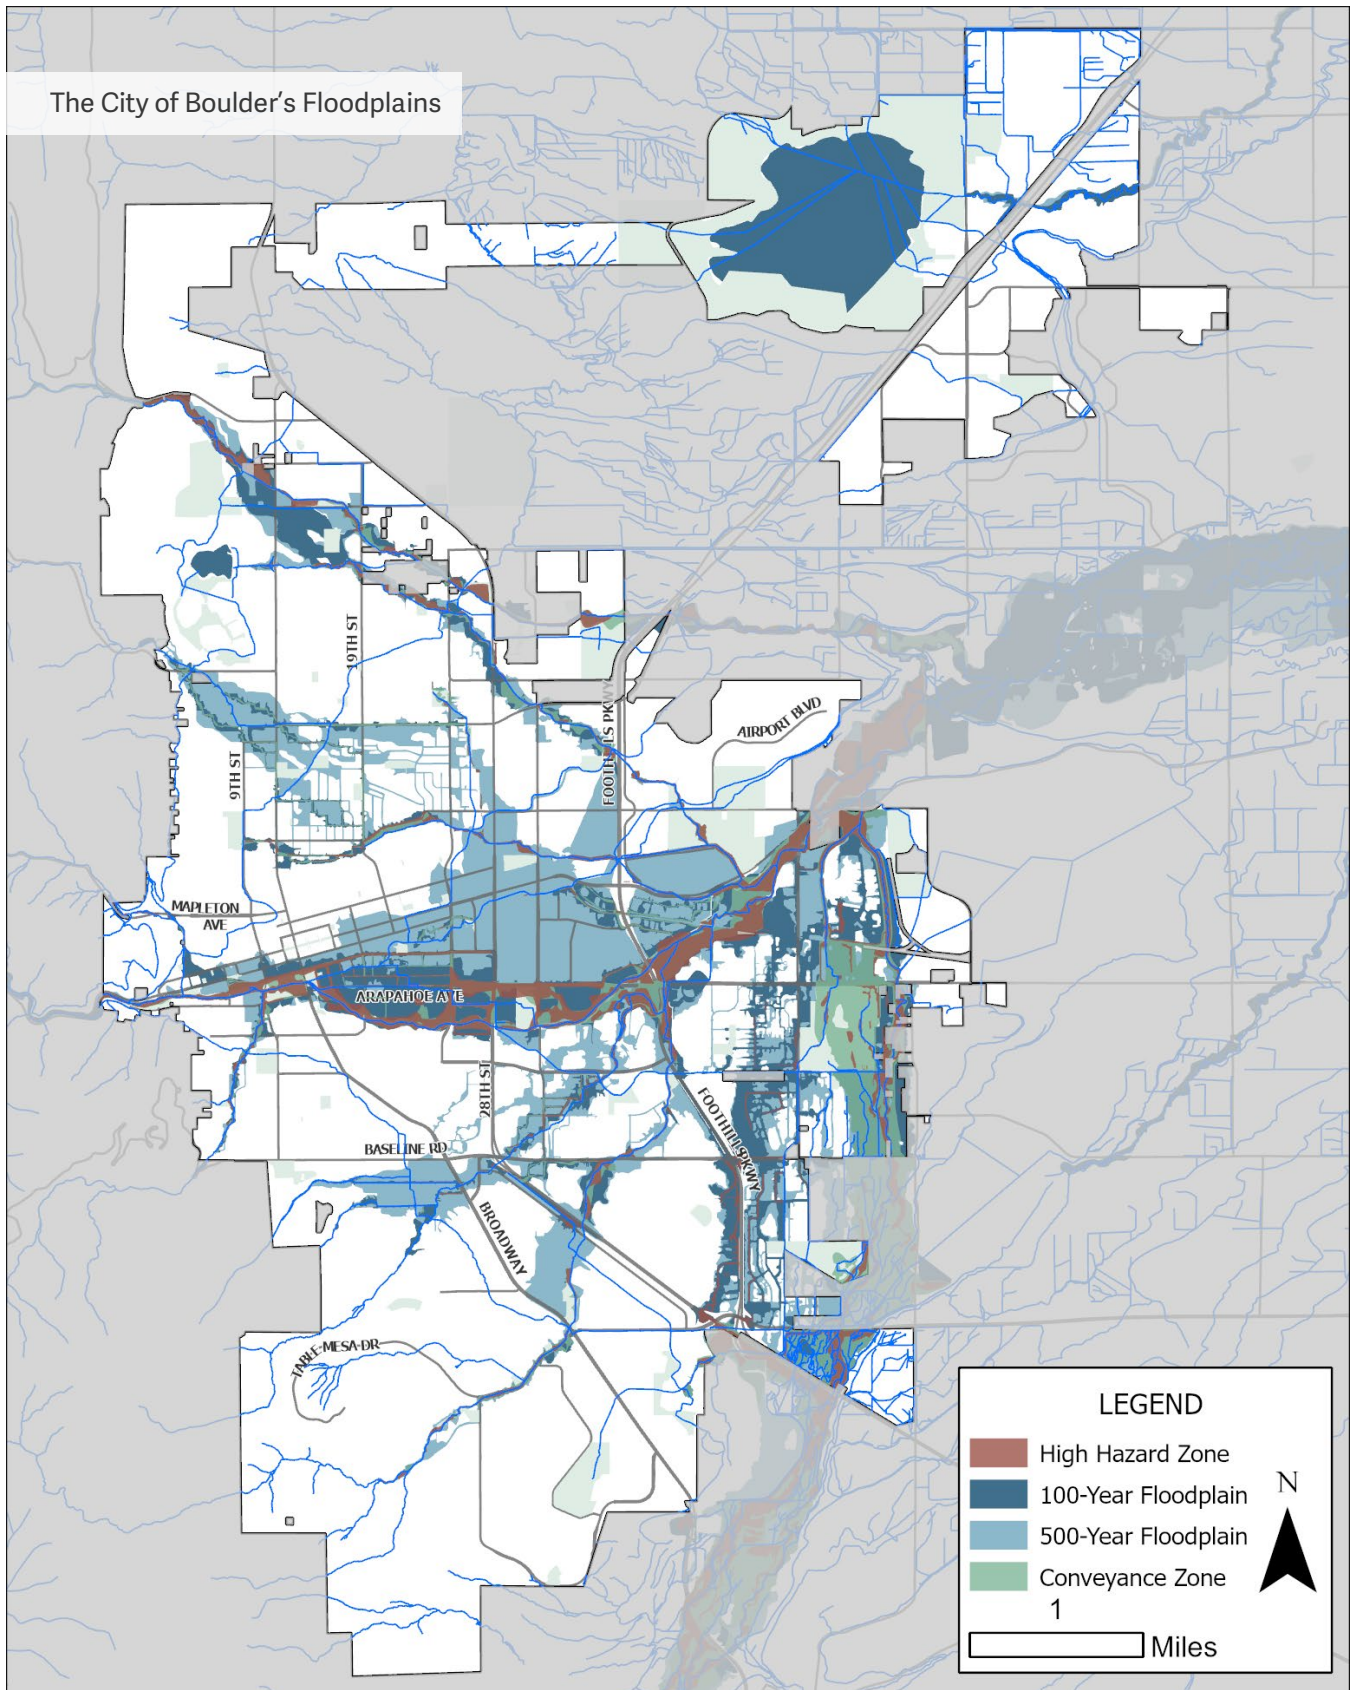 The City of Boulder's Floodplains
19TH ST
FOOTHILLS PKWY
AIRPORT BLVD
9TH ST
MAPLETON
AVE
ARAPAHOE AVE
28TH ST
FOOTHILLS PKWY
BASELINE RD
BROADWAY
TABLE MESA DR
LEGEND
High Hazard Zone
N
100-Year Floodplain
500-Year Floodplain
Conveyance Zone
1
Miles